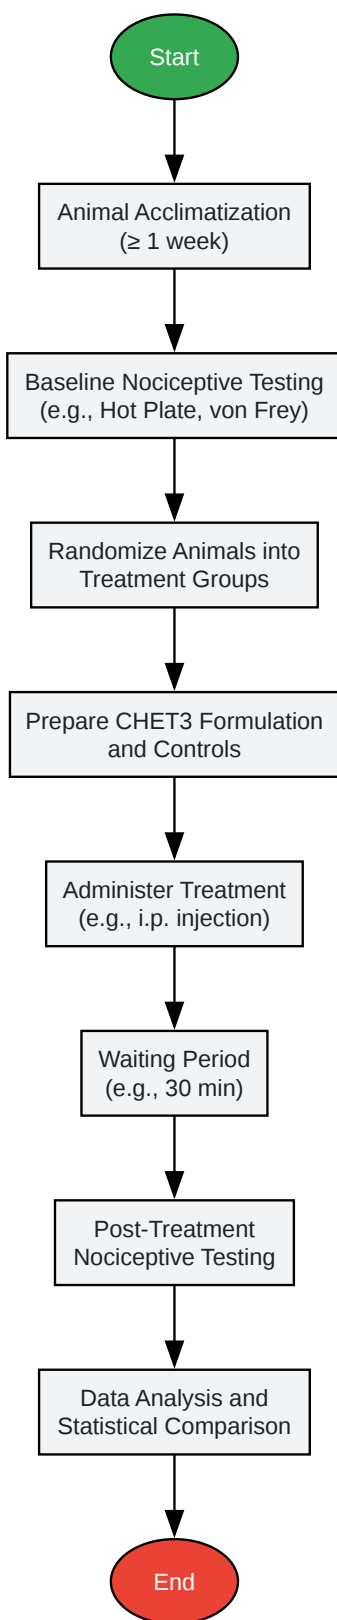 Start
Animal Acclimatization
(≥ 1 week)
Baseline Nociceptive Testing
(e.g., Hot Plate, von Frey)
Randomize Animals into
Treatment Groups
Prepare CHET3 Formulation
and Controls
Administer Treatment
(e.g., i.p. injection)
Waiting Period
(e.g., 30 min)
Post-Treatment
Nociceptive Testing
Data Analysis and
Statistical Comparison
End